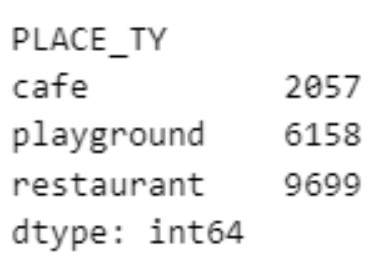 PLACE_TY
cafe 2057
playground 6158
restaurant 9699
dtype: int64